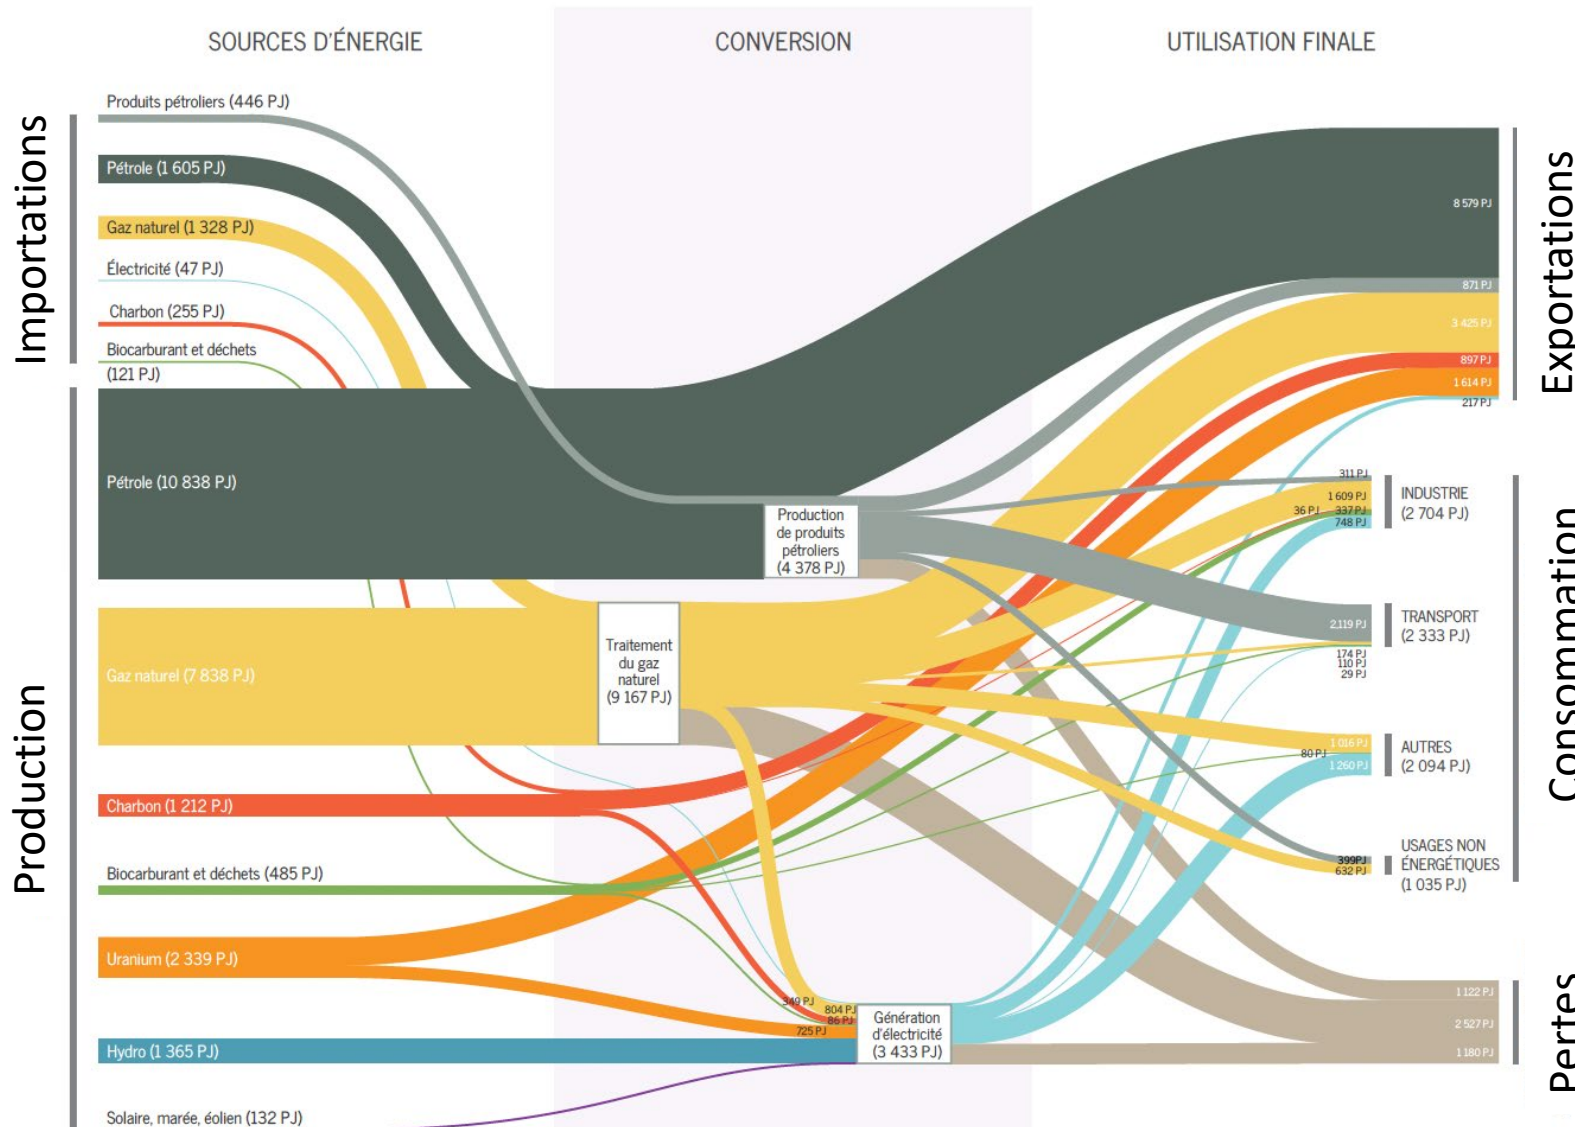 SOURCES D'ÉNERGIE
CONVERSION
UTILISATION FINALE
Importations
Produits pétroliers (446 PJ)
Pétrole (1 605 PJ)
Gaz naturel (1 328 PJ)
Électricité (47 PJ)
Charbon (255 PJ)
Biocarburant et déchets
(121 PJ)
Production
Pétrole (10 838 PJ)
Gaz naturel (7 838 PJ)
Charbon (1 212 PJ)
Biocarburant et déchets (485 PJ)
Uranium (2 339 PJ)
Hydro (1 365 PJ)
Solaire, marée, éolien (132 PJ)
Traitement
du gaz
naturel
(9 167 PJ)
Production
de produits
pétroliers
(4 378 PJ)
349 PJ
804 PJ
86 PJ
725 PJ
Génération
d'électricité
(3 433 PJ)
8 579 PJ
871 PJ
3 425 PJ
897 PJ
1 614 PJ
217 PJ
Exportations
311 PJ
1 609 PJ
36 PJ
337 PJ
748 PJ
INDUSTRIE
(2 704 PJ)
2,119 PJ
174 PJ
110 PJ
29 PJ
TRANSPORT
(2 333 PJ)
1 016 PJ
80 PJ
1 260 PJ
AUTRES
(2 094 PJ)
399PJ
632 PJ
USAGES NON
ÉNERGÉTIQUES
(1 035 PJ)
Consommation
1 122 PJ
2 527 PJ
1 180 PJ
Pertes